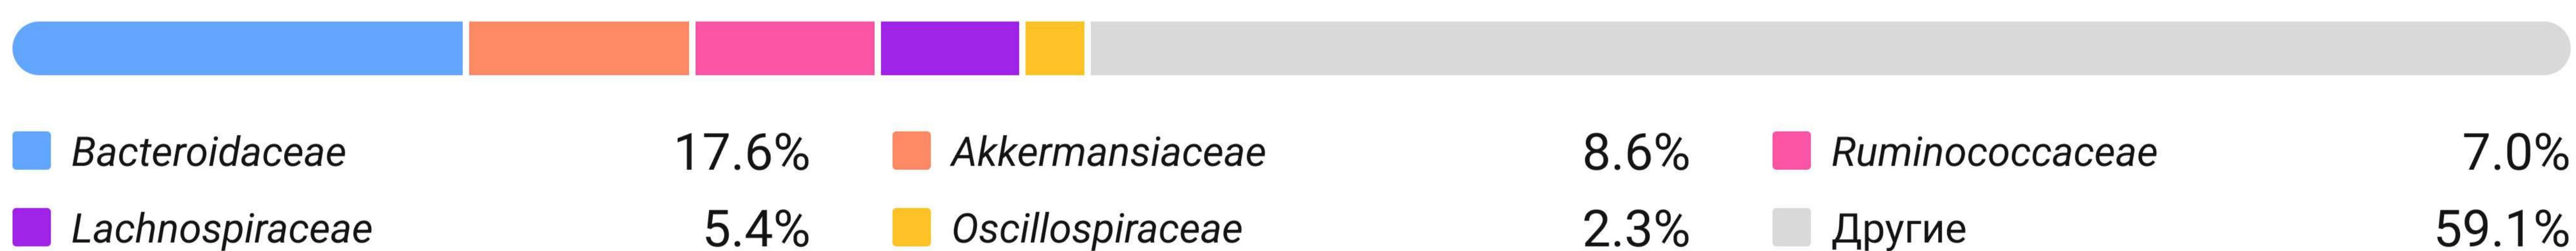 Bacteroidaceae 17.6% Akkermansiaceae 8.6% Ruminococcaceae 7.0%
Lachnospiraceae 5.4% Oscillospiraceae 2.3% Другие 59.1%